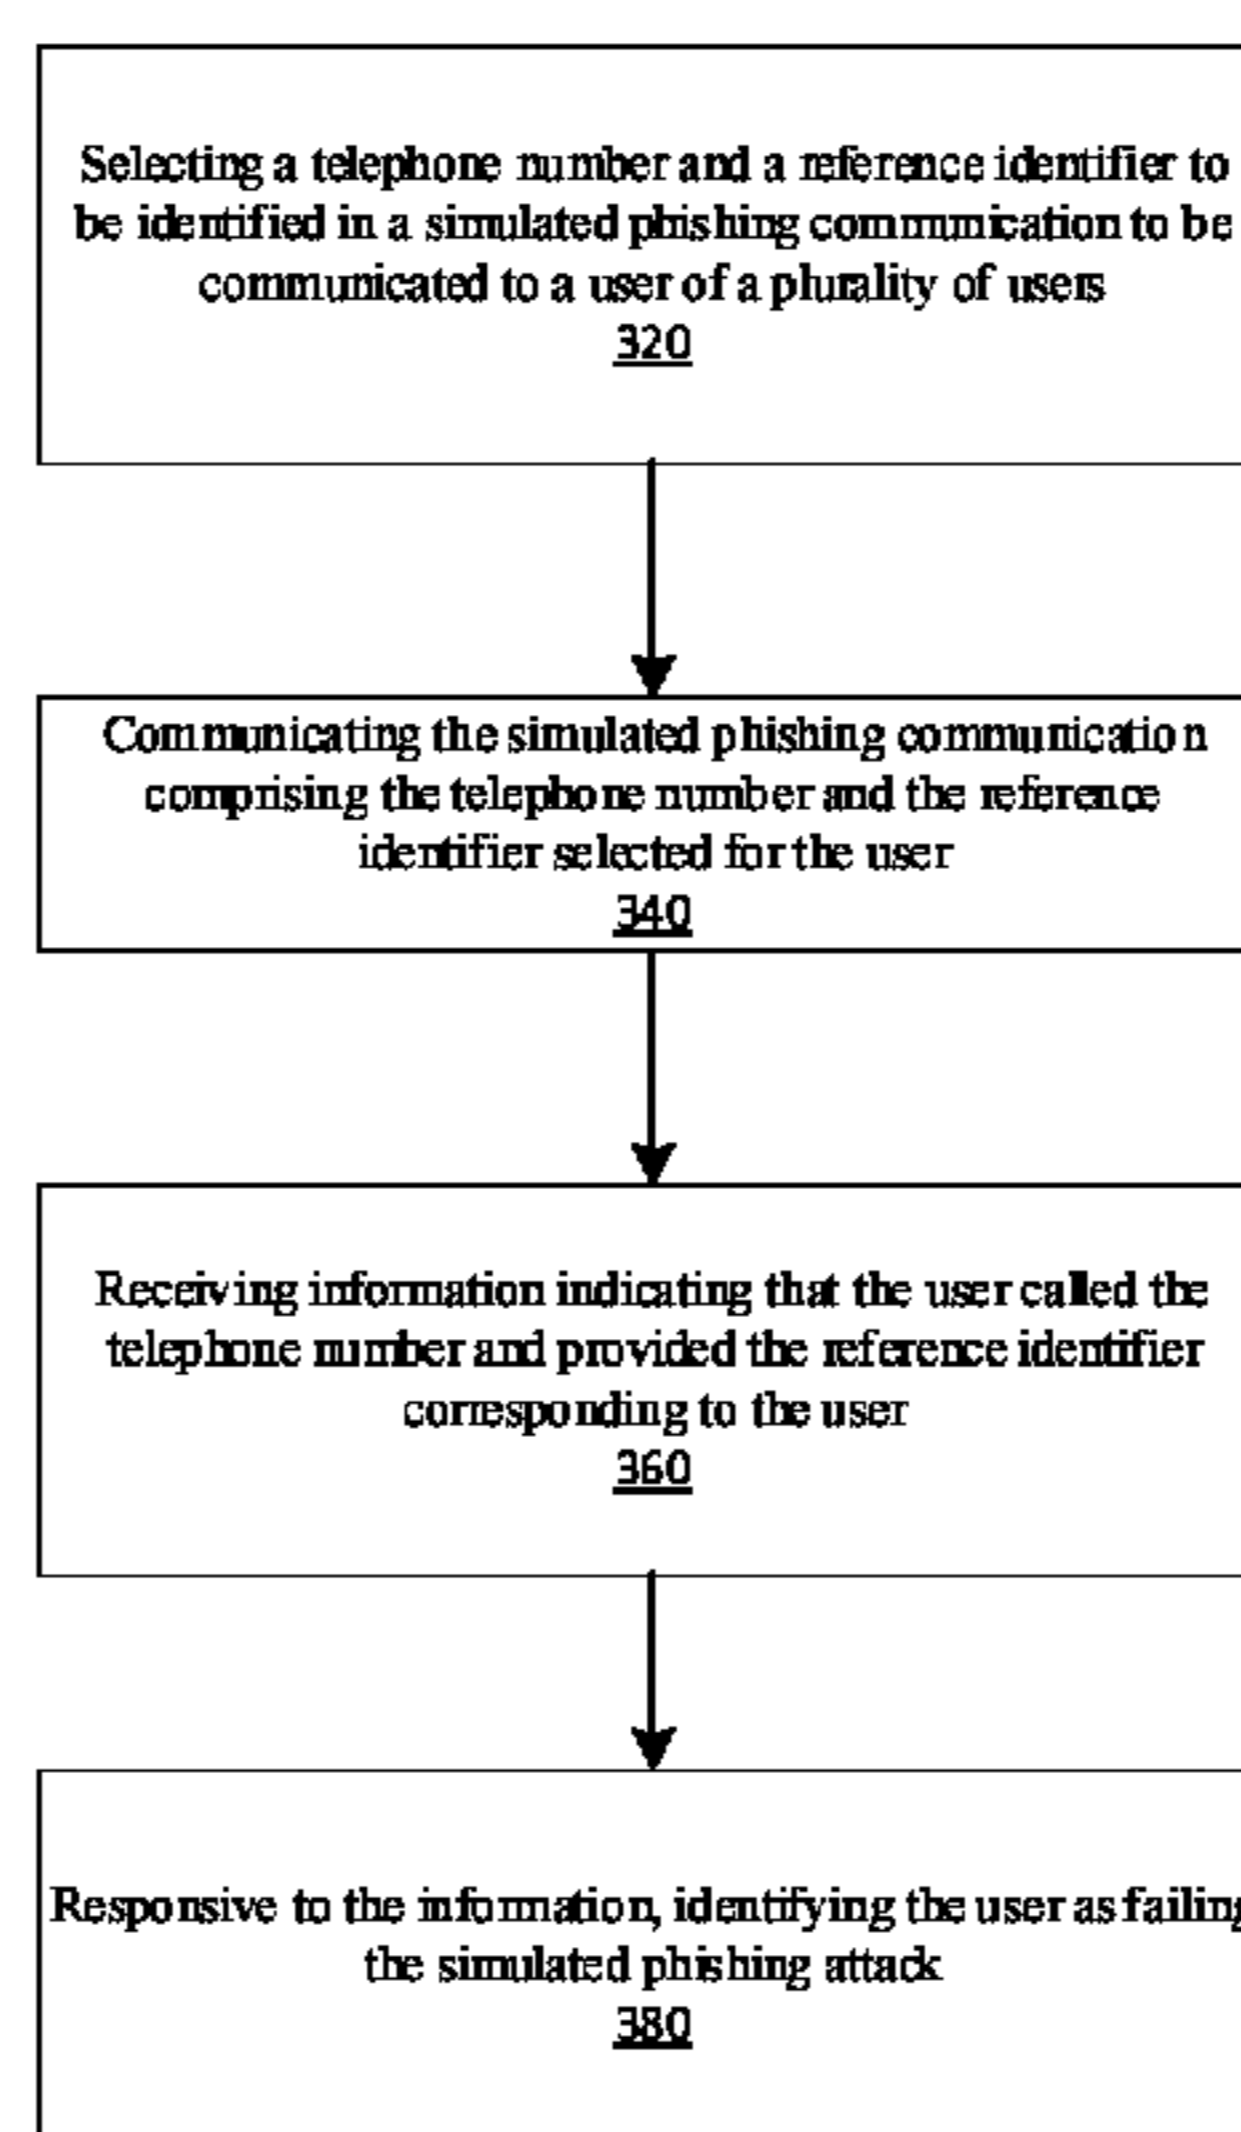 Selecting a telephone number and a reference identifier to
be identified in a simulated phishing communication to be
communicated to a user of a plurality of users
320
Communicating the simulated phishing communication
comprising the telephone number and the reference
identifier selected for the user
340
Receiving information indicating that the user called the
telephone number and provided the reference identifier
corresponding to the user
360
Responsive to the information, identifying the user as failing
the simulated phishing attack
380